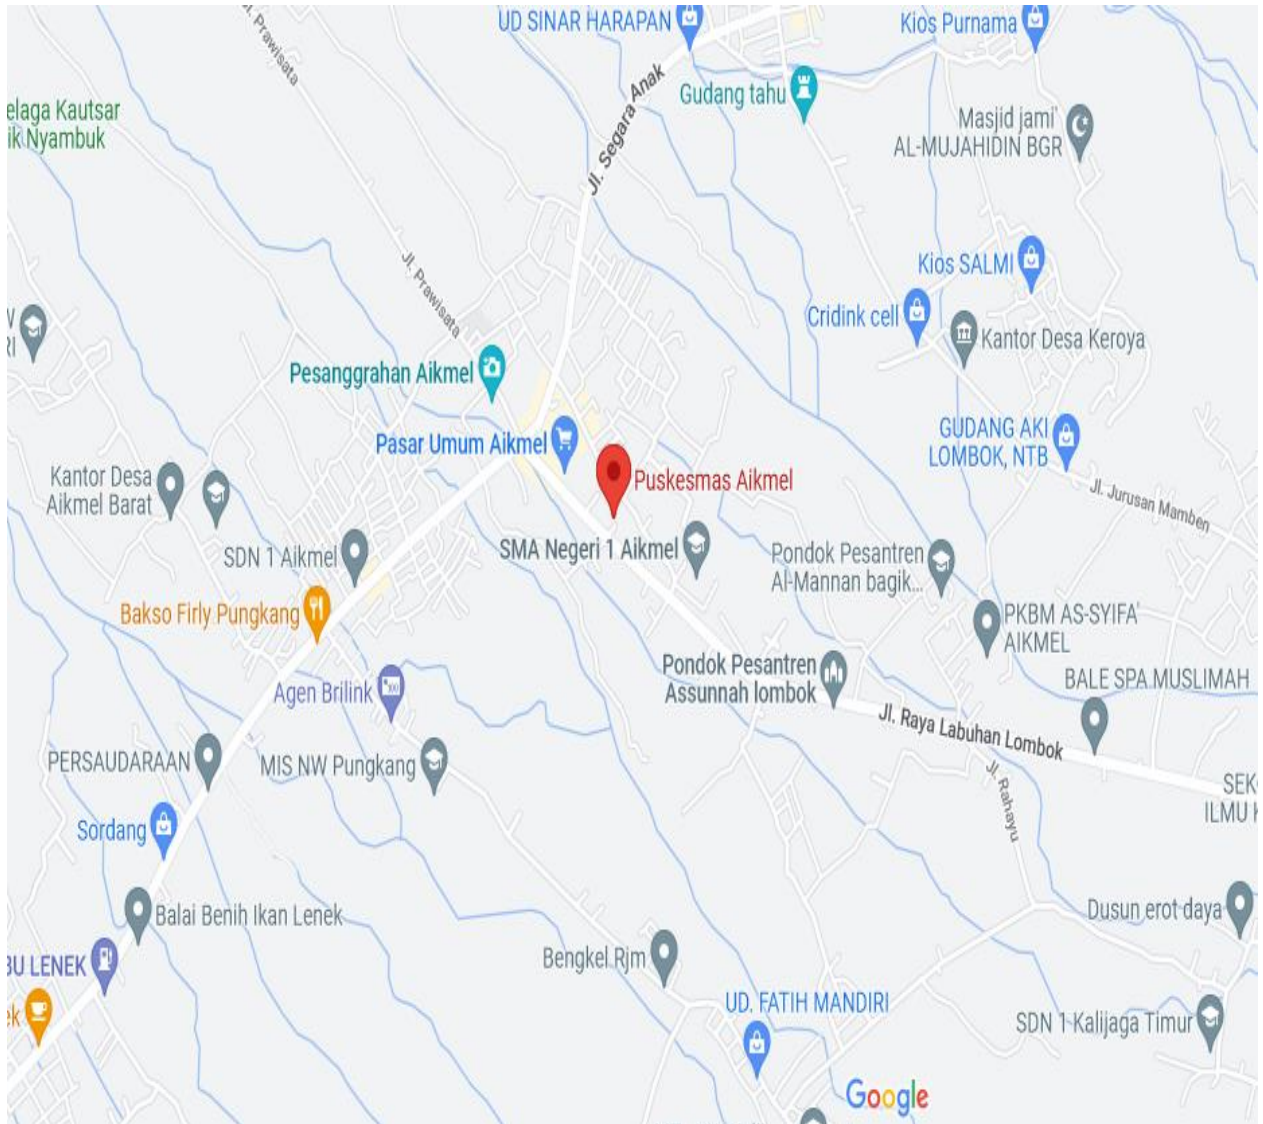 UD SINAR HARAPAN
Kios Purnama
Jl. Prawisata
Jl. Segara Anak
Gudang tahu
elaga Kautsar
ik Nyambuk
Masjid jami'
AL-MUJAHIDIN BGR
Jl. Prawisata
Kios SALMI
Cridink cell
Kantor Desa Keroya
Pesanggrahan Aikmel
Pasar Umum Aikmel
GUDANG AKI
LOMBOK, NTB
Kantor Desa
Aikmel Barat
Puskesmas Aikmel
Jl. Jurusan Mamben
SDN 1 Aikmel
SMA Negeri 1 Aikmel
Pondok Pesantren
Al-Mannan bagik...
Bakso Firly Pungkang
PKBM AS-SYIFA'
AIKMEL
Agen Brilink
Pondok Pesantren
Assunnah lombok
BALE SPA MUSLIMAH
Jl. Raya Labuhan Lombok
PERSAUDARAAN
MIS NW Pungkang
Jl. Rahayu
SEK
ILMU K
Sordang
Balai Benih Ikan Lenek
Dusun erot daya
BU LENEK
Bengkel Rjm
ek
UD. FATIH MANDIRI
SDN 1 Kalijaga Timur
Google